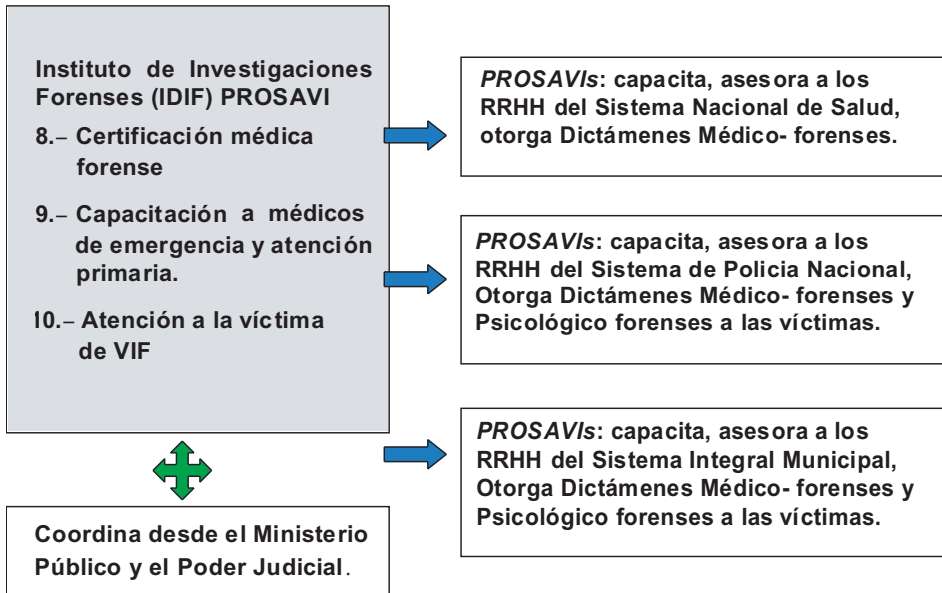 Instituto de Investigaciones
Forenses (IDIF) PROSAVI
8.– Certificación médica
forense
9.– Capacitación a médicos
de emergencia y atención
primaria.
10.– Atención a la víctima
de VIF
Coordina desde el Ministerio
Público y el Poder Judicial.
PROSAVIs: capacita, asesora a los
RRHH del Sistema Nacional de Salud,
otorga Dictámenes Médico- forenses.
PROSAVIs: capacita, asesora a los
RRHH del Sistema de Policia Nacional,
Otorga Dictámenes Médico- forenses y
Psicológico forenses a las víctimas.
PROSAVIs: capacita, asesora a los
RRHH del Sistema Integral Municipal,
Otorga Dictámenes Médico- forenses y
Psicológico forenses a las víctimas.